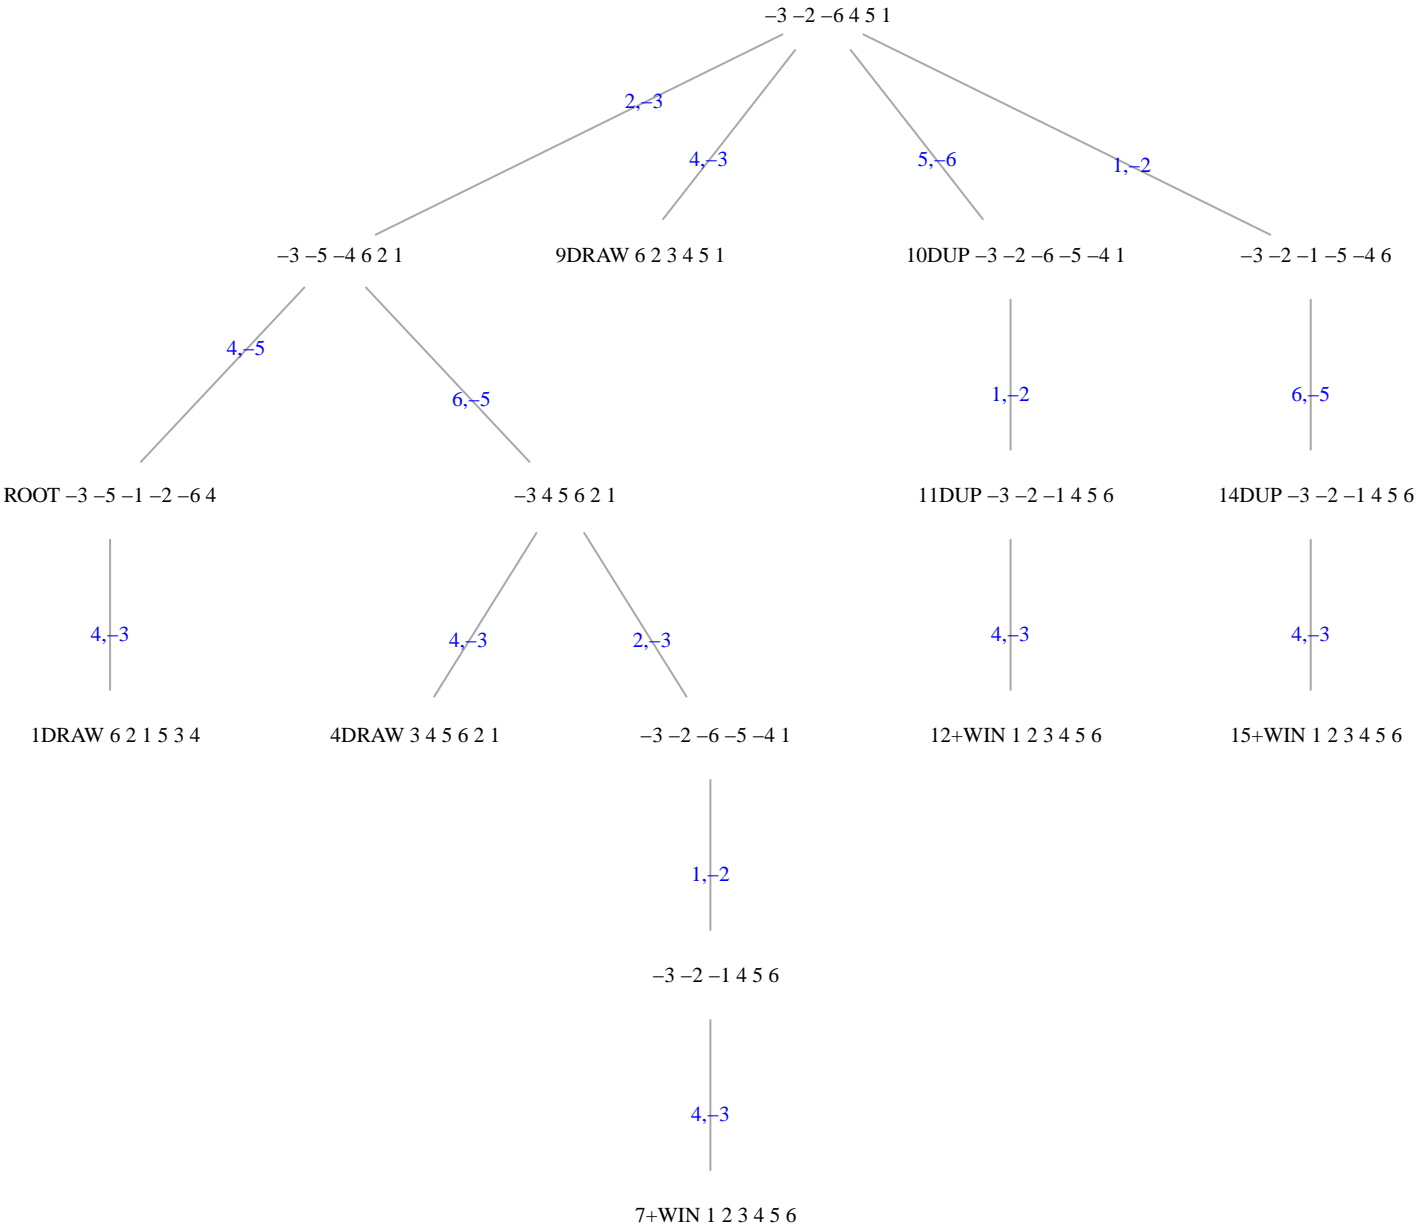 −3 −2 −6 4 5 1
2,−3
4,−3
5,−6
1,−2
−3 −5 −4 6 2 1
9DRAW 6 2 3 4 5 1
10DUP −3 −2 −6 −5 −4 1
−3 −2 −1 −5 −4 6
4,−5
6,−5
1,−2
6,−5
ROOT −3 −5 −1 −2 −6 4
−3 4 5 6 2 1
11DUP −3 −2 −1 4 5 6
14DUP −3 −2 −1 4 5 6
4,−3
4,−3
2,−3
4,−3
4,−3
1DRAW 6 2 1 5 3 4
4DRAW 3 4 5 6 2 1
−3 −2 −6 −5 −4 1
12+WIN 1 2 3 4 5 6
15+WIN 1 2 3 4 5 6
1,−2
−3 −2 −1 4 5 6
4,−3
7+WIN 1 2 3 4 5 6